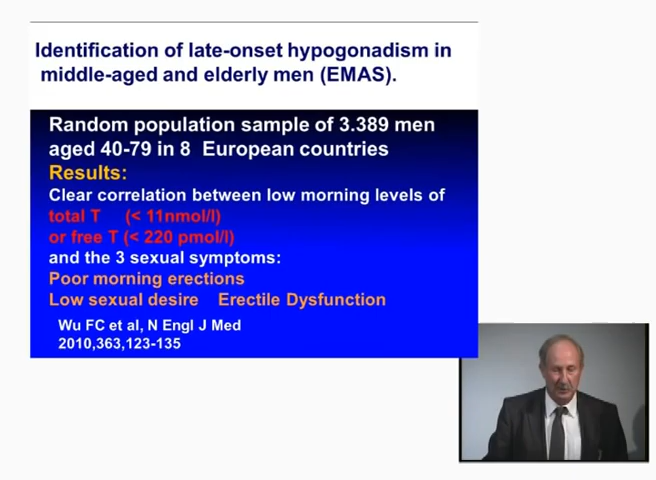 Identification of late-onset hypogonadism in
middle-aged and elderly men (EMAS).
Random population sample of 3.389 men
aged 40-79 in 8 European countries
Results:
Clear correlation between low morning levels of
total T (< 11nmol/l)
or free T (< 220 pmol/l)
and the 3 sexual symptoms:
Poor morning erections
Low sexual desire Erectile Dysfunction
Wu FC et al, N Engl J Med
2010,363,123-135